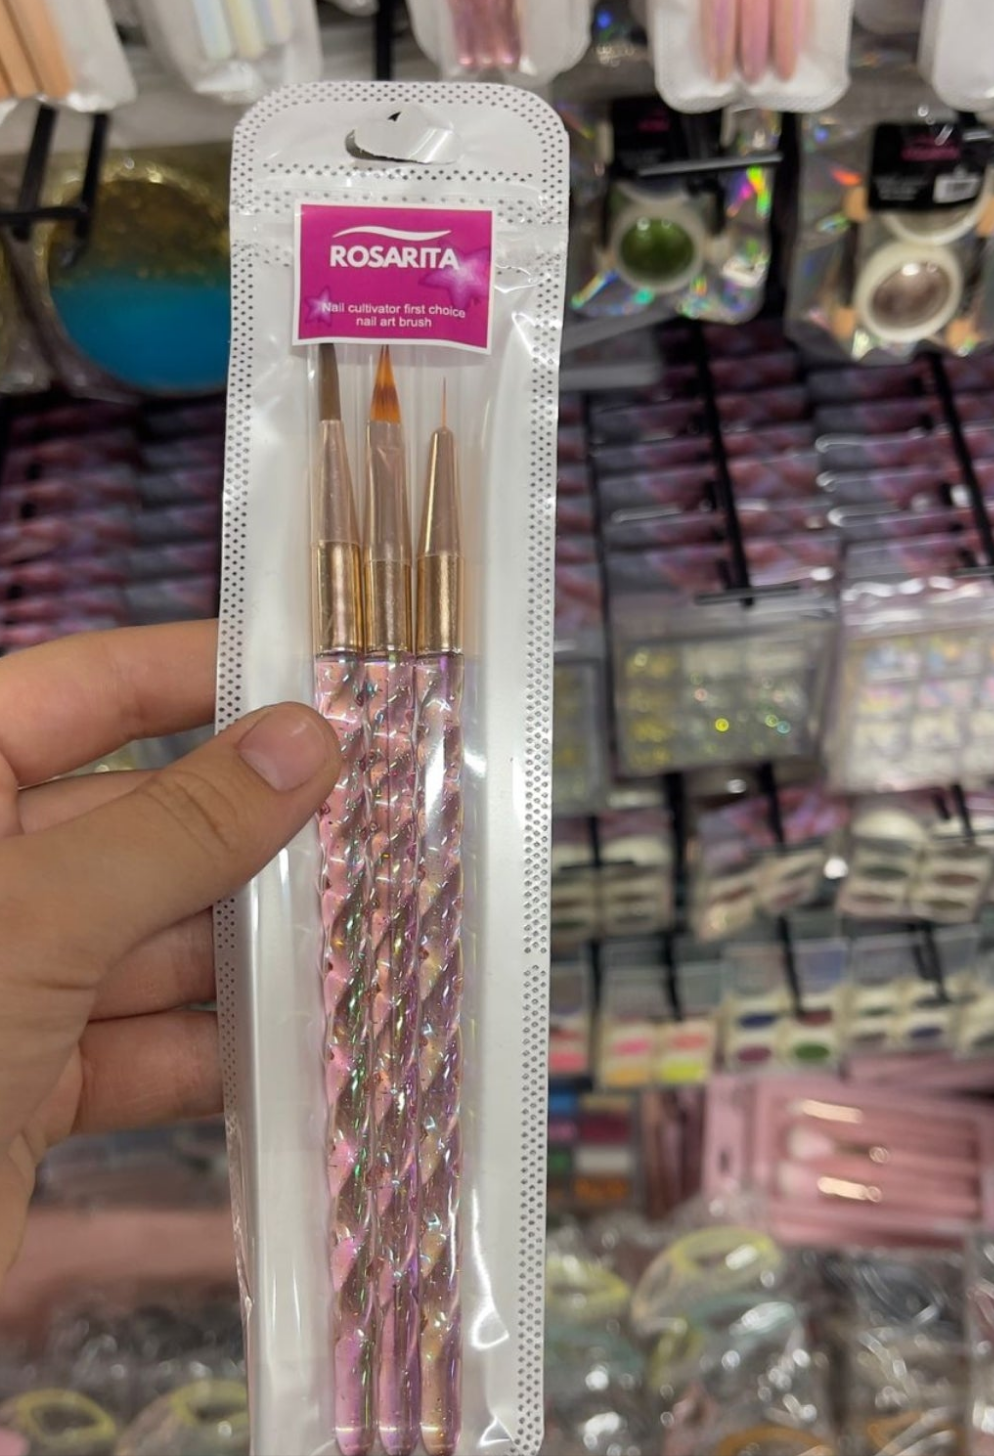 ROSARITA
Nail cultivator first choice
nail art brush